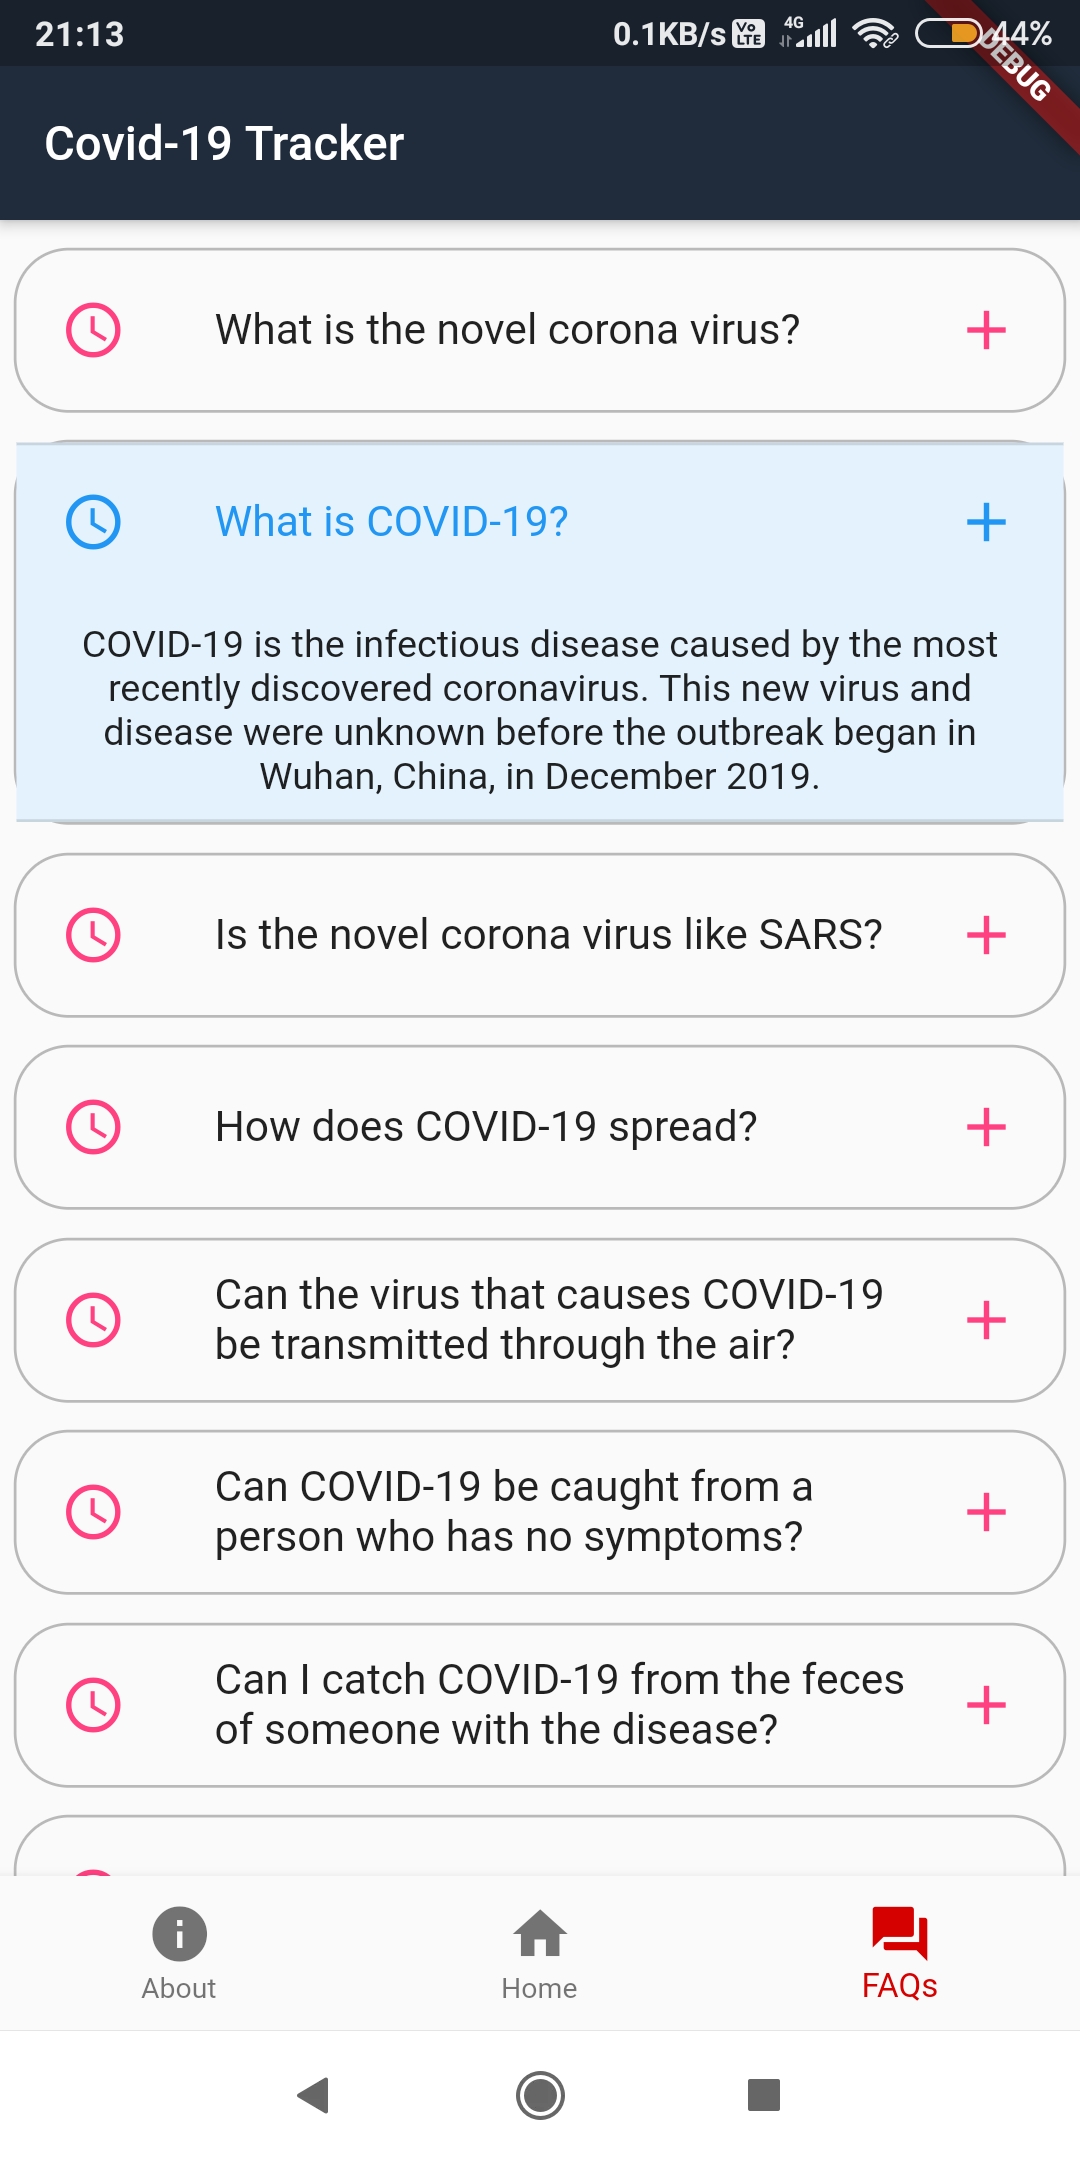 21:13
0.1KB/s
Vo
LTE
4G
44%
DEBUG
Covid-19 Tracker
What is the novel corona virus?
What is COVID-19?
COVID-19 is the infectious disease caused by the most
recently discovered coronavirus. This new virus and
disease were unknown before the outbreak began in
Wuhan, China, in December 2019.
Is the novel corona virus like SARS?
How does COVID-19 spread?
Can the virus that causes COVID-19
be transmitted through the air?
Can COVID-19 be caught from a
person who has no symptoms?
Can I catch COVID-19 from the feces
of someone with the disease?
About
Home
FAQs